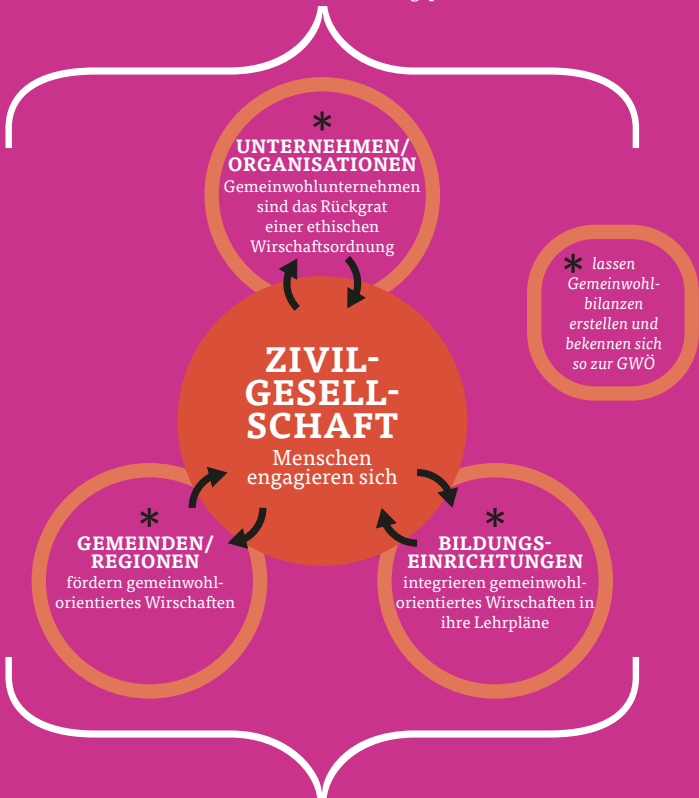 *
UNTERNEHMEN/
ORGANISATIONEN
Gemeinwohlunternehmen
sind das Rückgrat
einer ethischen
Wirtschaftsordnung
* lassen
Gemeinwohl-
bilanzen
erstellen und
bekennen sich
so zur GWÖ
ZIVIL-
GESELL-
SCHAFT
Menschen
engagieren sich
*
GEMEINDEN/
REGIONEN
fördern gemeinwohl-
orientiertes Wirtschaften
*
BILDUNGS-
EINRICHTUNGEN
integrieren gemeinwohl-
orientiertes Wirtschaften in
ihre Lehrpläne